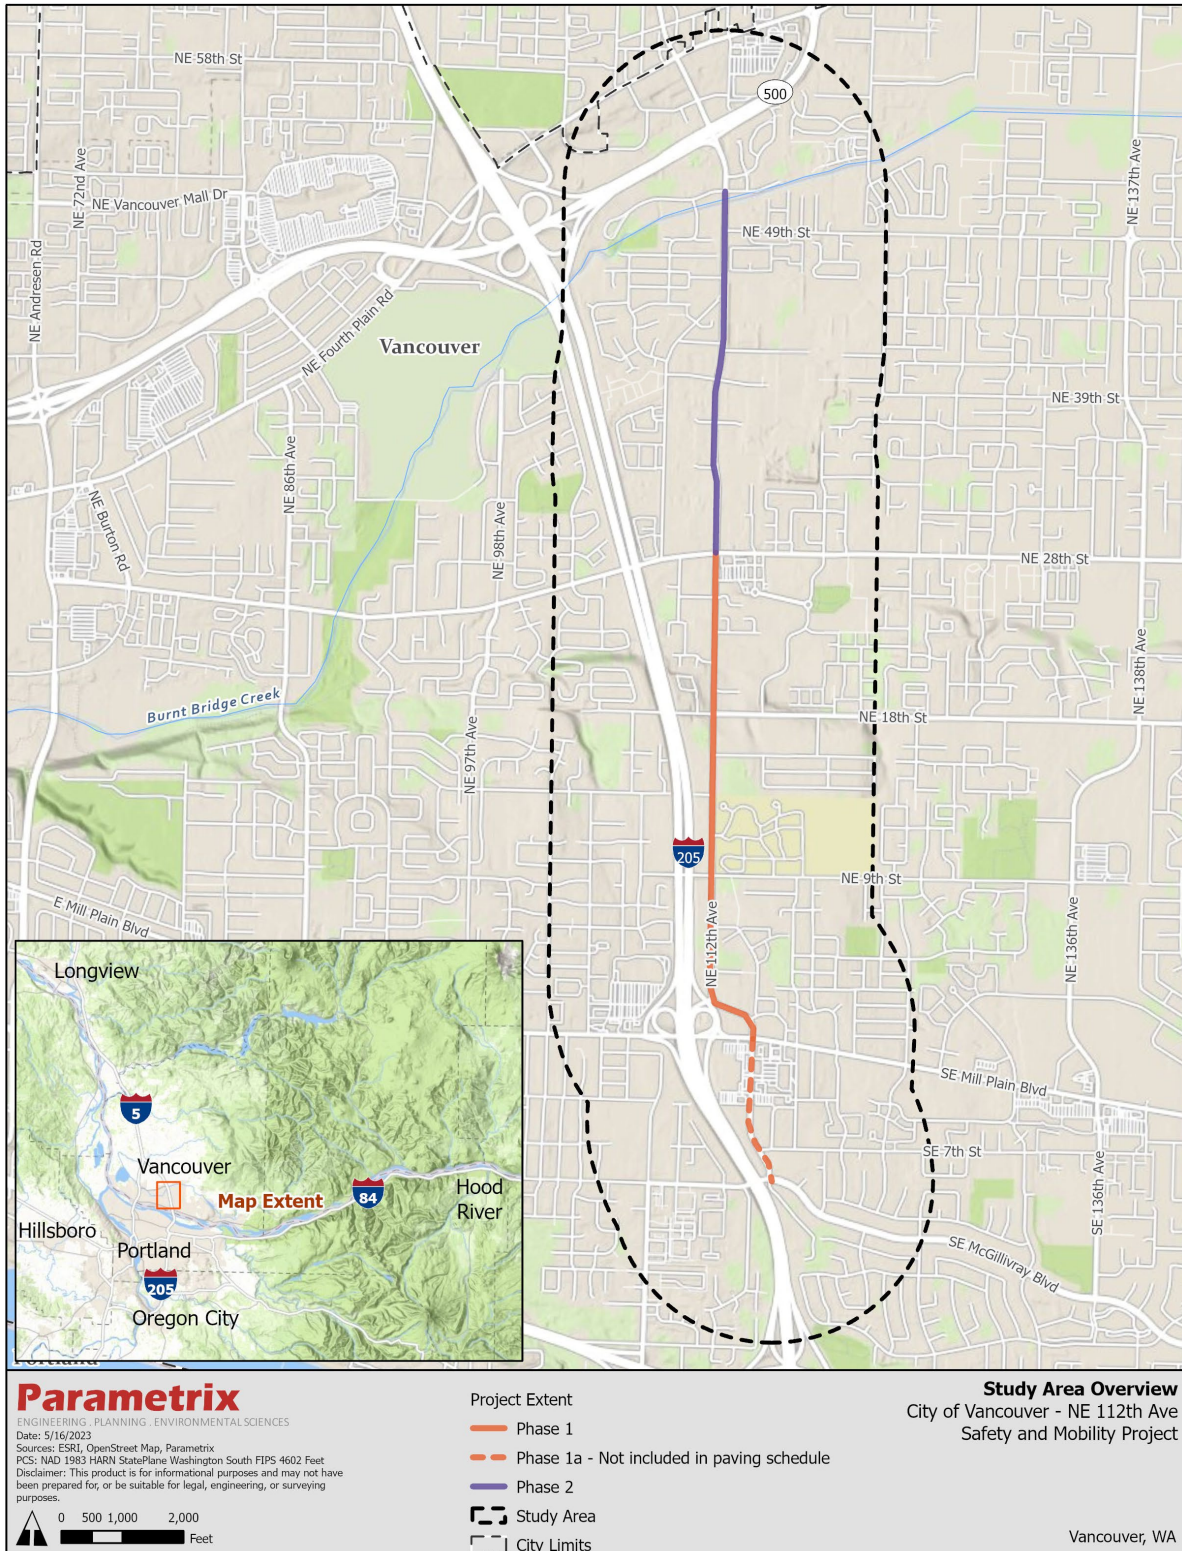 NE 58th St
500
NE 72nd Ave
NE 137th Ave
NE Vancouver Mall Dr
NE 49th St
NE Andresen Rd
NE Fourth Plain Rd
Vancouver
NE 39th St
NE 86th Ave
NE Burton Rd
NE 98th Ave
NE 28th St
NE 138th Ave
Burnt Bridge Creek
NE 18th St
NE 97th Ave
205
NE 9th St
E Mill Plain Blvd
NE 112th Ave
NE 136th Ave
SE Mill Plain Blvd
SE 7th St
SE 136th Ave
SE McGillivray Blvd
Longview
5
Vancouver
Map Extent
84
Hood
River
Hillsboro
Portland
205
Oregon City
Portland
Parametrix
ENGINEERING . PLANNING . ENVIRONMENTAL SCIENCES
Date: 5/16/2023
Sources: ESRI, OpenStreet Map, Parametrix
PCS: NAD 1983 HARN StatePlane Washington South FIPS 4602 Feet
Disclaimer: This product is for informational purposes and may not have
been prepared for, or be suitable for legal, engineering, or surveying
purposes.
0 500 1,000 2,000
Feet
Project Extent
Phase 1
Phase 1a - Not included in paving schedule
Phase 2
Study Area
City Limits
Study Area Overview
City of Vancouver - NE 112th Ave
Safety and Mobility Project
Vancouver, WA